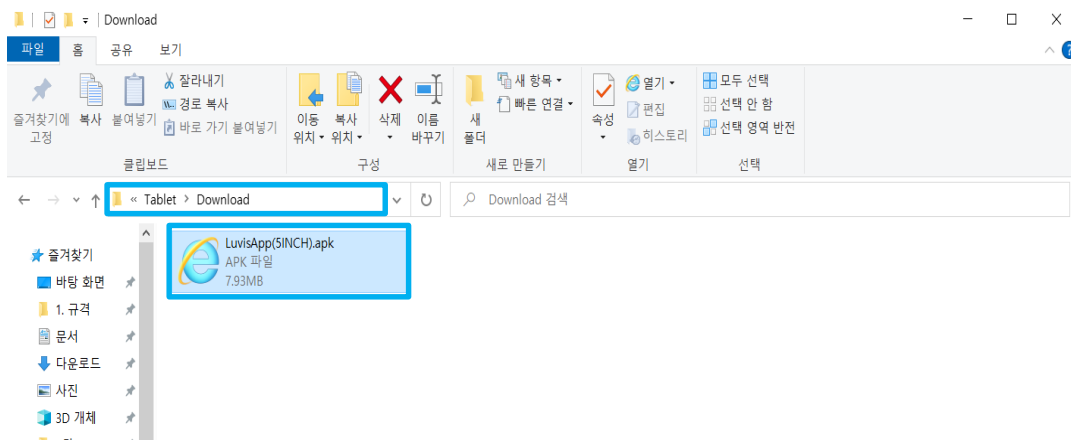 Download
파일
홈
공유
보기
즐겨찾기에
고정
복사
붙여넣기
잘라내기
경로 복사
바로 가기 붙여넣기
클립보드
이동
위치
복사
위치
삭제
이름
바꾸기
구성
새
폴더
새 항목
빠른 연결
새로 만들기
속성
열기
편집
히스토리
열기
모두 선택
선택 안 함
선택 영역 반전
선택
« Tablet > Download
Download 검색
즐겨찾기
바탕 화면
1. 규격
문서
다운로드
사진
3D 개체
LuvisApp(5INCH).apk
APK 파일
7.93MB